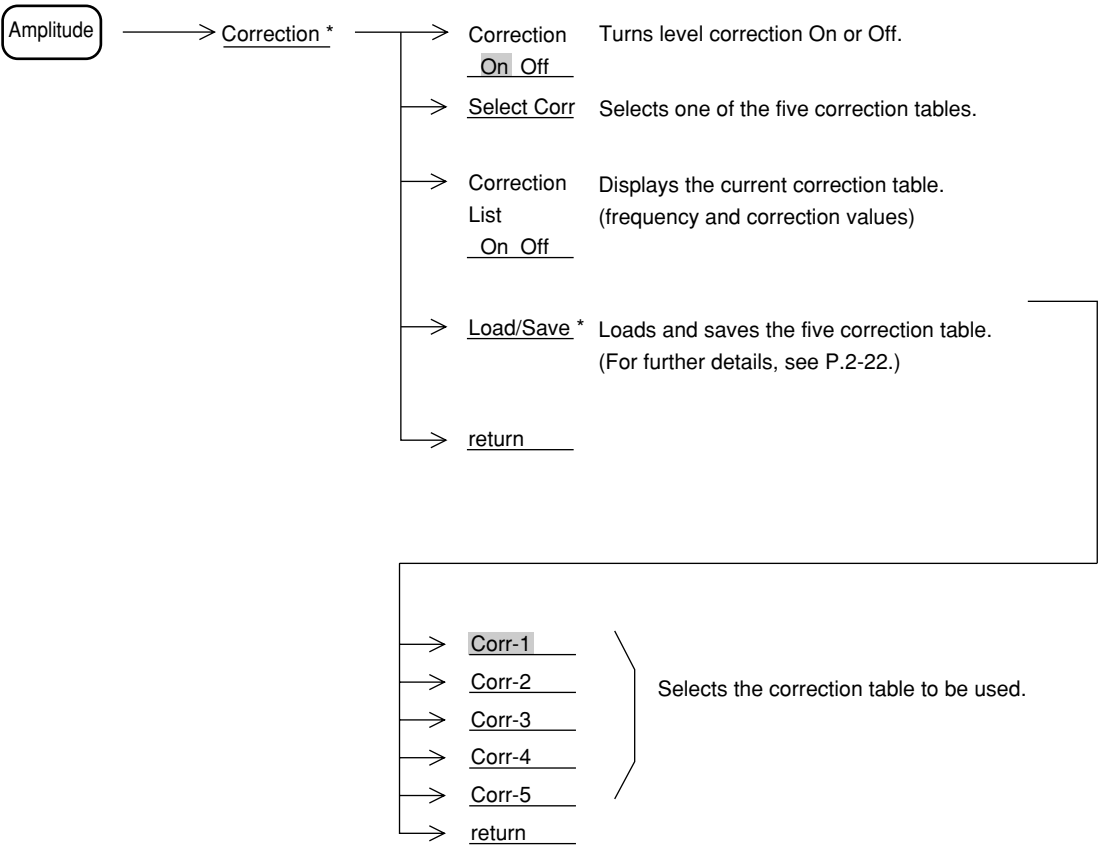 Amplitude
Correction *
Correction
On Off
Turns level correction On or Off.
Select Corr
Selects one of the five correction tables.
Correction
List
On Off
Displays the current correction table.
(frequency and correction values)
Load/Save *
Loads and saves the five correction table.
(For further details, see P.2-22.)
return
Corr-1
Corr-2
Corr-3
Corr-4
Corr-5
return
Selects the correction table to be used.